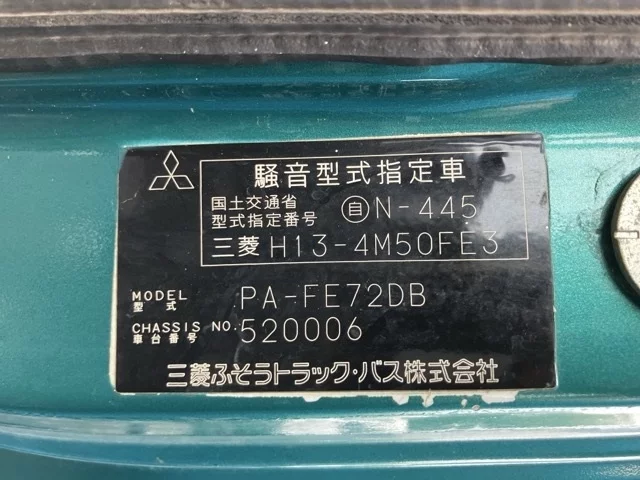 騒音型式指定車
国土交通省
型式指定番号 自N-445
三菱 H13-4M50FE3
MODEL
型式 PA-FE72DB
CHASSIS NO.
車台番号 520006
三菱ふそうトラック・バス株式会社